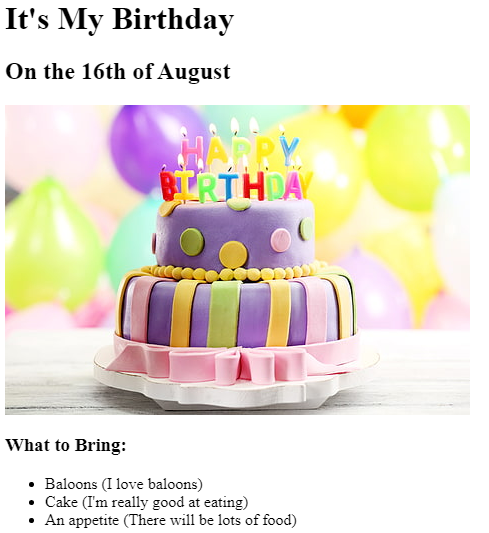 It's My Birthday
On the 16th of August
HAPPY
BIRTHDAY
What to Bring:
Baloons (I love baloons)
Cake (I'm really good at eating)
An appetite (There will be lots of food)